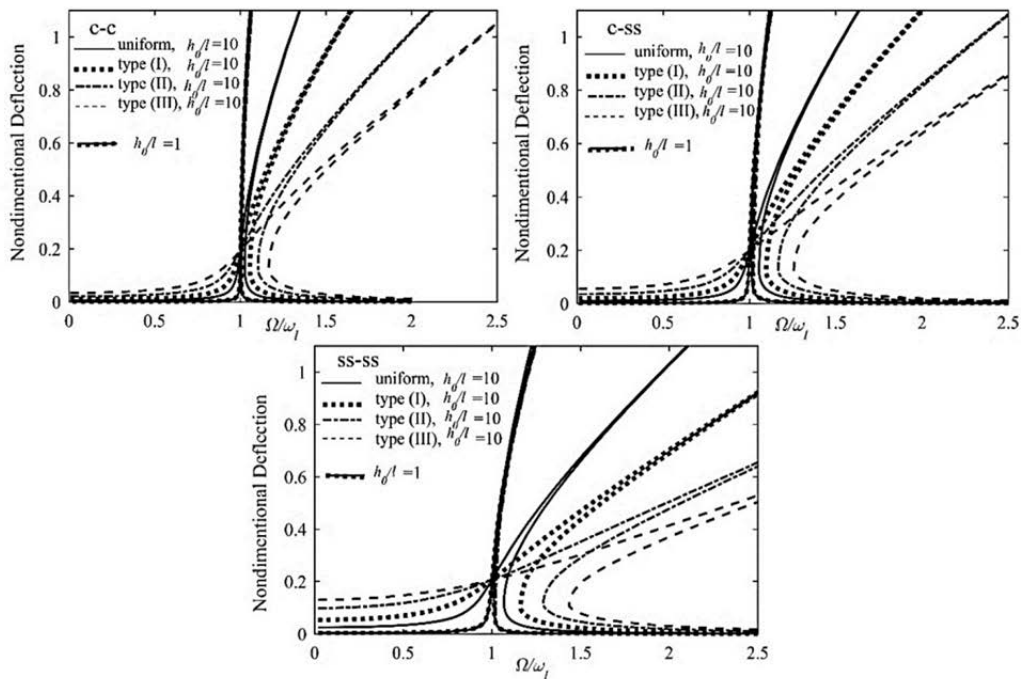 c-c
uniform, h₀/l=10
type (I), h₀/l=10
type (II), h₀/l=10
type (III), h₀/l=10
h₀/l=1
Nondimentional Deflection
1
0.8
0.6
0.4
0.2
0
0 0.5 1 1.5 2 2.5
Ω/ω₁
c-ss
uniform, h₀/l=10
type (I), h₀/l=10
type (II), h₀/l=10
type (III), h₀/l=10
h₀/l=1
Nondimentional Deflection
1
0.8
0.6
0.4
0.2
0
0 0.5 1 1.5 2 2.5
Ω/ω₁
ss-ss
uniform, h₀/l=10
type (I), h₀/l=10
type (II), h₀/l=10
type (III), h₀/l=10
h₀/l=1
Nondimentional Deflection
1
0.8
0.6
0.4
0.2
0
0 0.5 1 1.5 2 2.5
Ω/ω₁